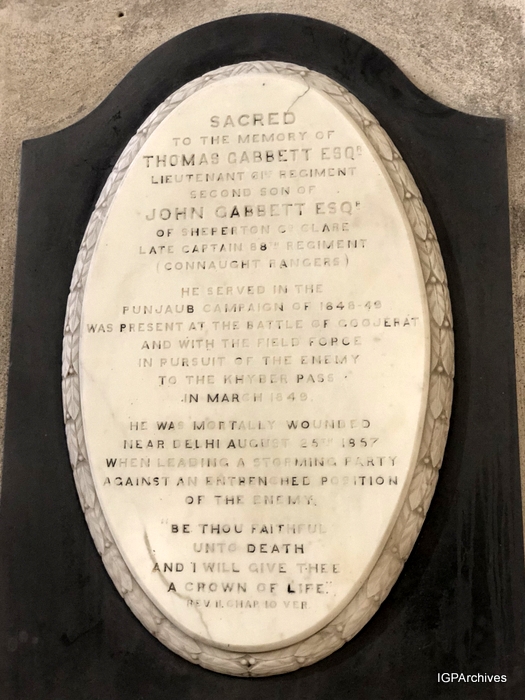 SACRED
TO THE MEMORY OF
THOMAS GABBETT ESQR
LIEUTENANT 61ST REGIMENT
SECOND SON OF
JOHN GABBETT ESQR
OF SHEPERTON CO. CLARE
LATE CAPTAIN 88TH REGIMENT
(CONNAUGHT RANGERS)
HE SERVED IN THE
PUNJAUB CAMPAIGN OF 1848-49
WAS PRESENT AT THE BATTLE OF GOOJERAT
AND WITH THE FIELD FORCE
IN PURSUIT OF THE ENEMY
TO THE KHYBER PASS
IN MARCH 1849.
HE WAS MORTALLY WOUNDED
NEAR DELHI AUGUST 25TH 1857
WHEN LEADING A STORMING PARTY
AGAINST AN ENTRENCHED POSITION
OF THE ENEMY.
"BE THOU FAITHFUL
UNTO DEATH
AND I WILL GIVE THEE
A CROWN OF LIFE."
REV. II. CHAP. 10 VER.
IGPArchives